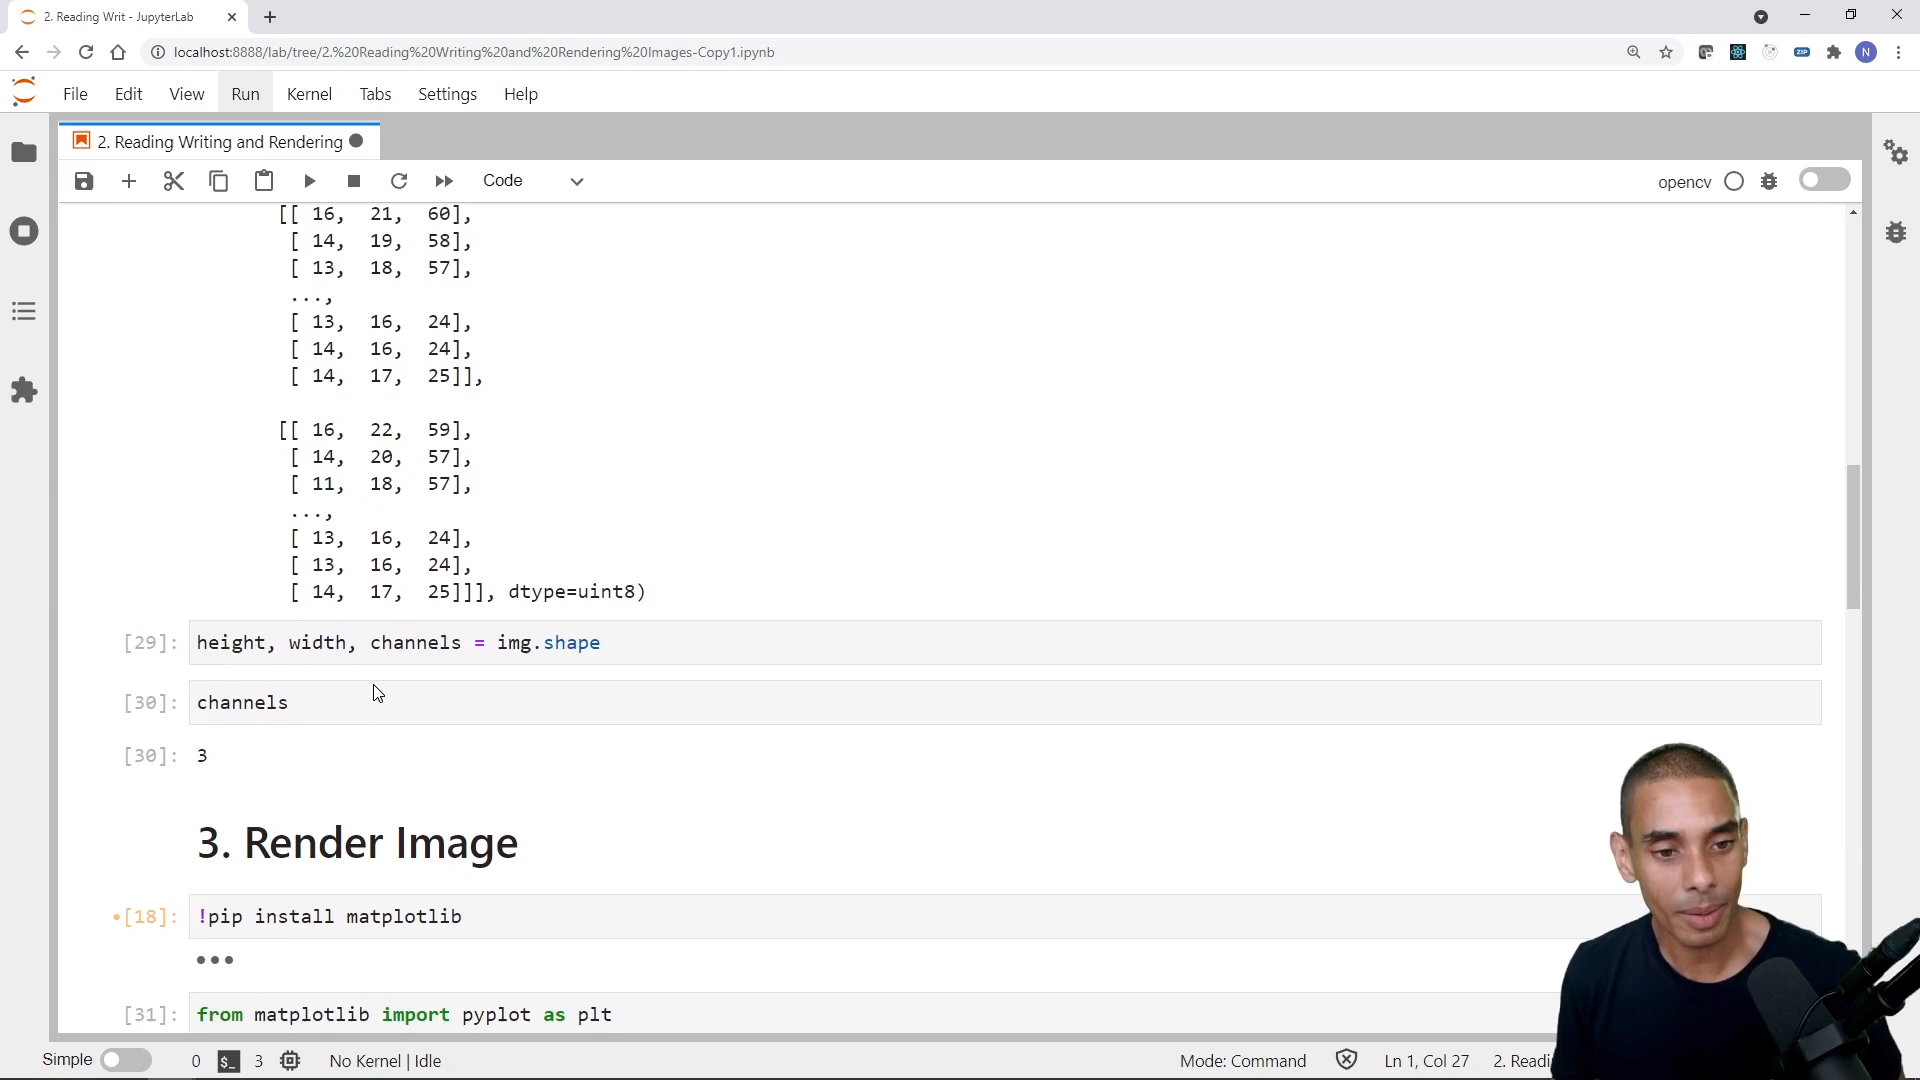 2. Reading Writ - JupyterLab
localhost:8888/lab/tree/2.%20Reading%20Writing%20and%20Rendering%20Images-Copy1.ipynb
ZIP
N
File Edit View Run Kernel Tabs Settings Help
2. Reading Writing and Rendering
Code
opencv
[[ 16, 21, 60],
[ 14, 19, 58],
[ 13, 18, 57],
...,
[ 13, 16, 24],
[ 14, 16, 24],
[ 14, 17, 25]],
[[ 16, 22, 59],
[ 14, 20, 57],
[ 11, 18, 57],
...,
[ 13, 16, 24],
[ 13, 16, 24],
[ 14, 17, 25]]], dtype=uint8)
[29]: height, width, channels = img.shape
[30]: channels
[30]: 3
3. Render Image
•[18]: !pip install matplotlib
•••
[31]: from matplotlib import pyplot as plt
Simple 0 $_ 3 No Kernel | Idle Mode: Command Ln 1, Col 27 2. Readi